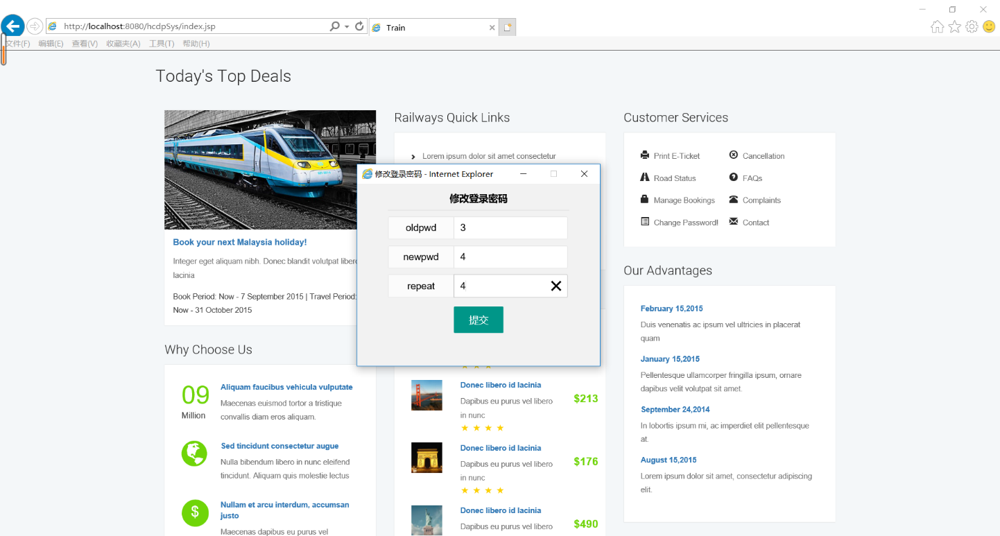 http://localhost:8080/hcdpSys/index.jsp
Train
文件(F) 编辑(E) 查看(V) 收藏夹(A) 工具(T) 帮助(H)
Today's Top Deals
Book your next Malaysia holiday!
Integer eget aliquam nibh. Donec blandit volutpat liber
lacinia
Book Period: Now - 7 September 2015 | Travel Period:
Now - 31 October 2015
Why Choose Us
09
Million
Aliquam faucibus vehicula vulputate
Maecenas euismod tortor a tristique
convallis diam eros aliquam.
Sed tincidunt consectetur augue
Nulla bibendum libero in nunc eleifend
tincidunt. Aliquam quis molestie lectus
$
Nullam et arcu interdum, accumsan
justo
Maecenas dapibus eu purus vel
Railways Quick Links
Lorem ipsum dolor sit amet consectetur
修改登录密码 - Internet Explorer
修改登录密码
oldpwd 3
newpwd 4
repeat 4
提交
Donec libero id lacinia
Dapibus eu purus vel libero
in nunc
$213
Donec libero id lacinia
Dapibus eu purus vel libero
in nunc
$176
Donec libero id lacinia
Dapibus eu purus vel libero
$490
Customer Services
Print E-Ticket Cancellation
Road Status FAQs
Manage Bookings Complaints
Change Password! Contact
Our Advantages
February 15,2015
Duis venenatis ac ipsum vel ultricies in placerat
quam
January 15,2015
Pellentesque ullamcorper fringilla ipsum, ornare
dapibus velit volutpat sit amet.
September 24,2014
In lobortis ipsum mi, ac imperdiet elit pellentesque
at.
August 15,2015
Lorem ipsum dolor sit amet, consectetur adipiscing
elit.